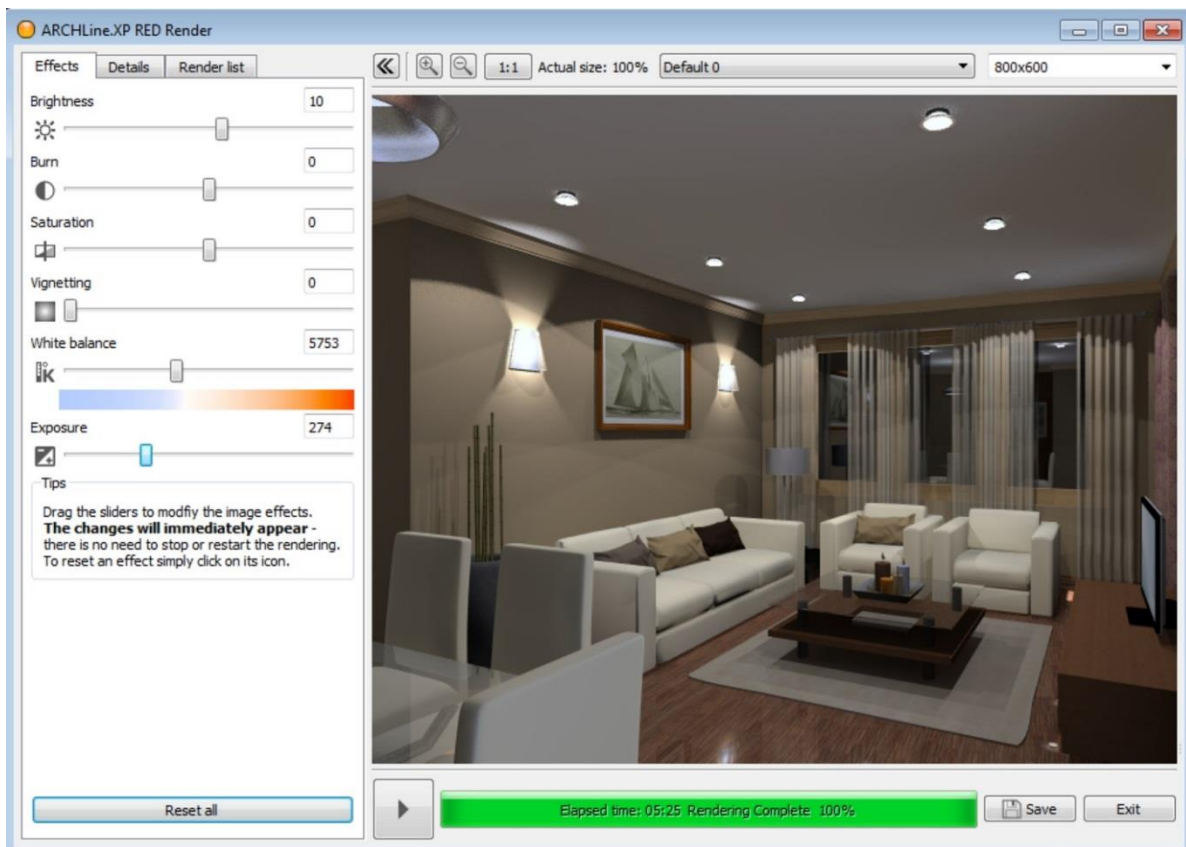 ARCHLine.XP RED Render
Effects Details Render list
1:1 Actual size: 100% Default 0 800x600
Brightness 10
Burn 0
Saturation 0
Vignetting 0
White balance 5753
K
Exposure 274
Tips
Drag the sliders to modfiy the image effects.
The changes will immediately appear -
there is no need to stop or restart the rendering.
To reset an effect simply click on its icon.
Reset all
Elapsed time: 05:25 Rendering Complete 100%
Save Exit